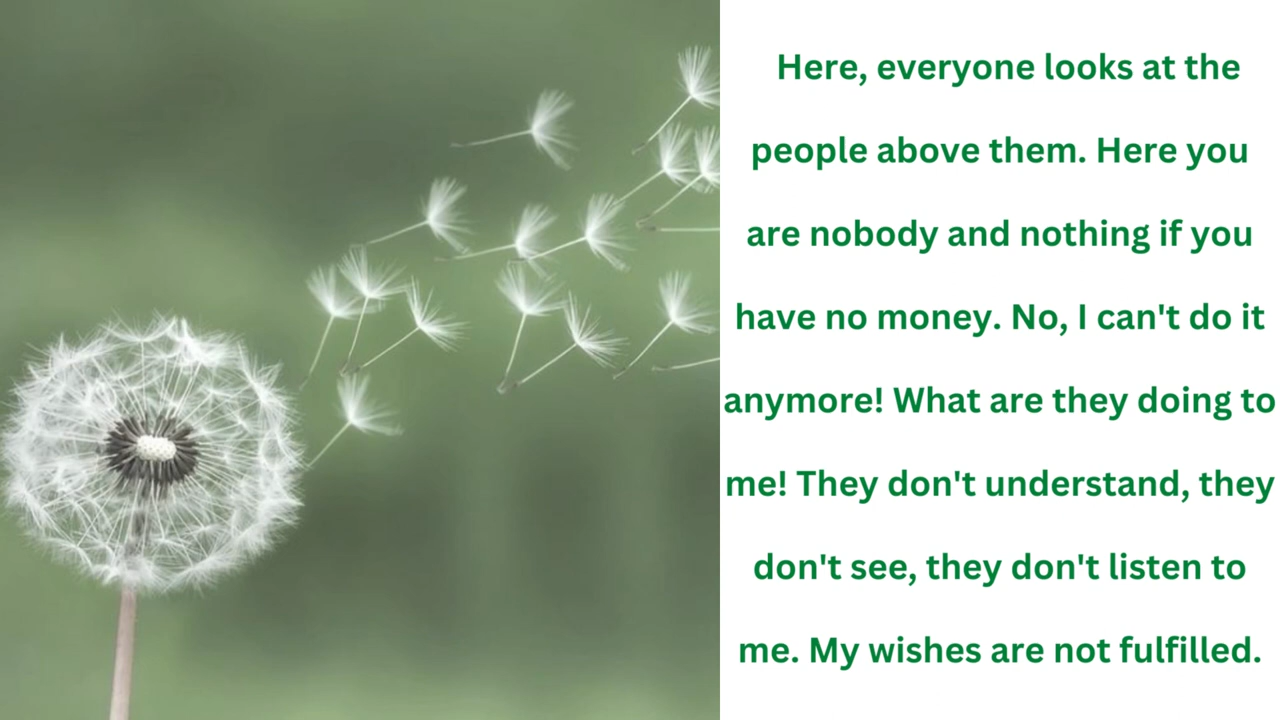 Here, everyone looks at the
people above them. Here you
are nobody and nothing if you
have no money. No, I can't do it
anymore! What are they doing to
me! They don't understand, they
don't see, they don't listen to
me. My wishes are not fulfilled.